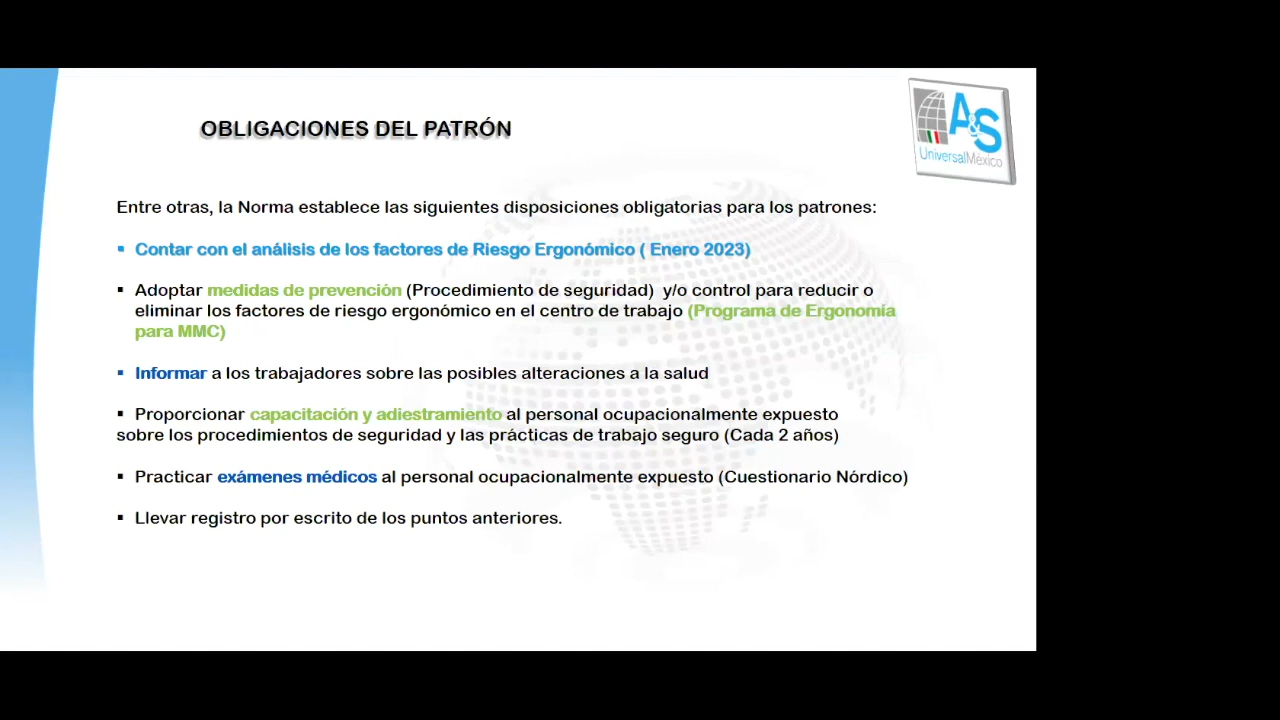 OBLIGACIONES DEL PATRÓN
A&S
UniversalMéxico
Entre otras, la Norma establece las siguientes disposiciones obligatorias para los patrones:
▪ Contar con el análisis de los factores de Riesgo Ergonómico ( Enero 2023)
▪ Adoptar medidas de prevención (Procedimiento de seguridad) y/o control para reducir o
eliminar los factores de riesgo ergonómico en el centro de trabajo (Programa de Ergonomía
para MMC)
▪ Informar a los trabajadores sobre las posibles alteraciones a la salud
▪ Proporcionar capacitación y adiestramiento al personal ocupacionalmente expuesto
sobre los procedimientos de seguridad y las prácticas de trabajo seguro (Cada 2 años)
▪ Practicar exámenes médicos al personal ocupacionalmente expuesto (Cuestionario Nórdico)
▪ Llevar registro por escrito de los puntos anteriores.